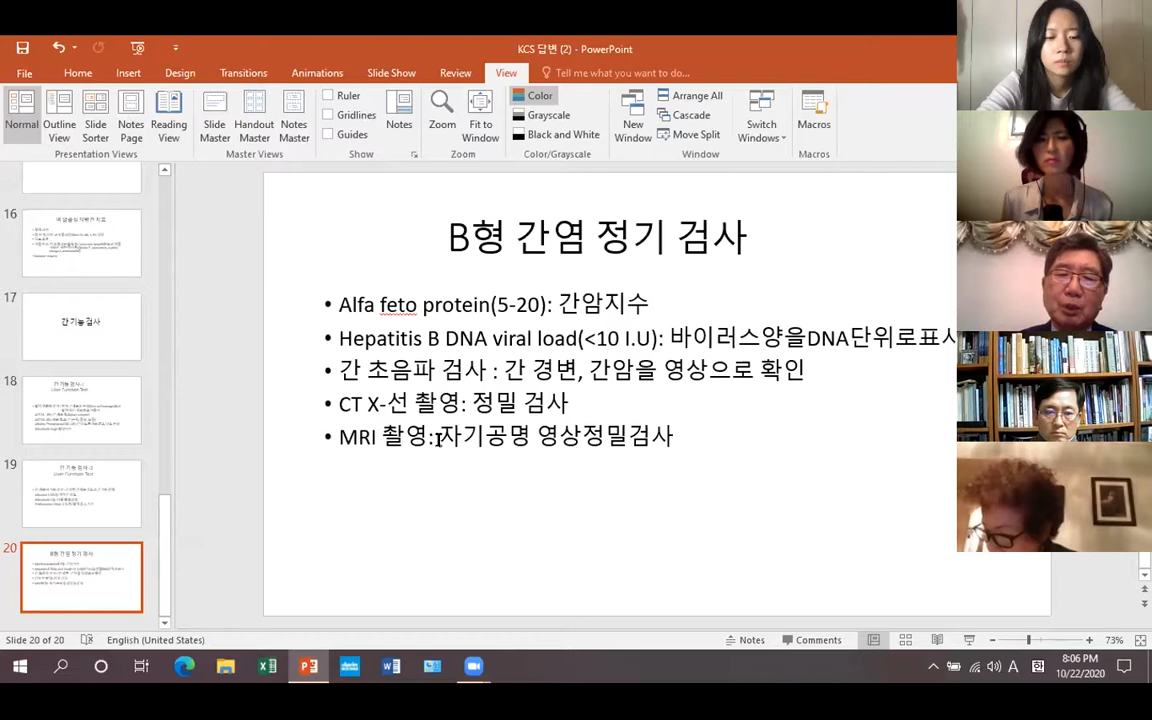 KCS 답변 (2) - PowerPoint
File Home Insert Design Transitions Animations Slide Show Review View Tell me what you want to do...
Normal Outline View Slide Sorter Notes Page Reading View
Presentation Views
Slide Master Handout Master Notes Master
Master Views
Ruler
Gridlines
Guides
Show
Notes
Zoom Fit to Window
Zoom
Color
Grayscale
Black and White
Color/Grayscale
New Window
Arrange All
Cascade
Move Split
Switch Windows
Window
Macros
Macros
16
17
간 기능 검사
18
19
20
B형 간염 정기 검사
B형 간염 정기 검사
• Alfa feto protein(5-20): 간암지수
• Hepatitis B DNA viral load(<10 I.U): 바이러스양을DNA단위로표시
• 간 초음파 검사 : 간 경변, 간암을 영상으로 확인
• CT X-선 촬영: 정밀 검사
• MRI 촬영:자기공명 영상정밀검사
Slide 20 of 20 English (United States) Notes Comments 73%
A 한 8:06 PM
10/22/2020